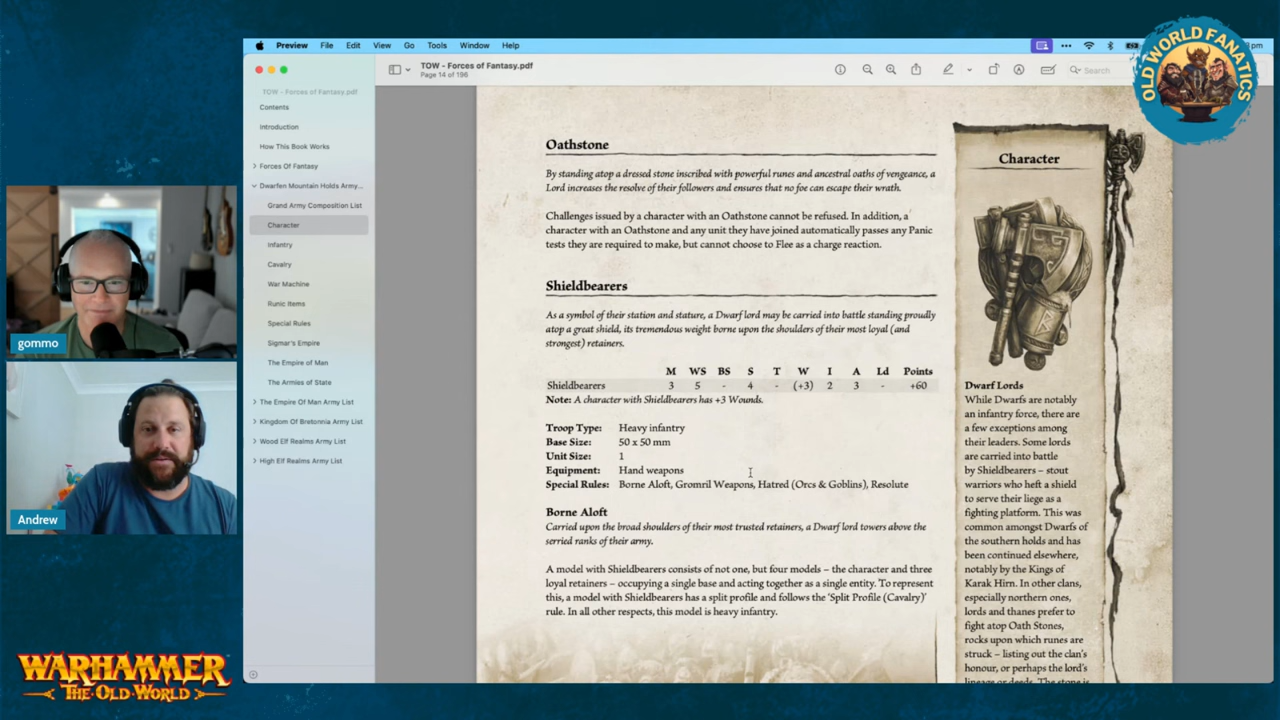 Preview File Edit View Go Tools Window Help
TOW - Forces of Fantasy.pdf
Page 14 of 196
Search
OLD WORLD FANATICS
TOW - Forces of Fantasy.pdf
Contents
Introduction
How This Book Works
Forces Of Fantasy
Dwarfen Mountain Holds Army...
Grand Army Composition List
Character
Infantry
Cavalry
War Machine
Runic Items
Special Rules
Sigmar's Empire
The Empire of Man
The Armies of State
The Empire Of Man Army List
Kingdom Of Bretonnia Army List
Wood Elf Realms Army List
High Elf Realms Army List
Oathstone
By standing atop a dressed stone inscribed with powerful runes and ancestral oaths of vengeance, a
Lord increases the resolve of their followers and ensures that no foe can escape their wrath.
Challenges issued by a character with an Oathstone cannot be refused. In addition, a
character with an Oathstone and any unit they have joined automatically passes any Panic
tests they are required to make, but cannot choose to Flee as a charge reaction.
Shieldbearers
As a symbol of their station and stature, a Dwarf lord may be carried into battle standing proudly
atop a great shield, its tremendous weight borne upon the shoulders of their most loyal (and
strongest) retainers.
M WS BS S T W I A Ld Points
Shieldbearers 3 5 - 4 - (+3) 2 3 - +60
Note: A character with Shieldbearers has +3 Wounds.
Troop Type: Heavy infantry
Base Size: 50 x 50 mm
Unit Size: 1
Equipment: Hand weapons
Special Rules: Borne Aloft, Gromril Weapons, Hatred (Orcs & Goblins), Resolute
Borne Aloft
Carried upon the broad shoulders of their most trusted retainers, a Dwarf lord towers above the
serried ranks of their army.
A model with Shieldbearers consists of not one, but four models – the character and three
loyal retainers – occupying a single base and acting together as a single entity. To represent
this, a model with Shieldbearers has a split profile and follows the 'Split Profile (Cavalry)'
rule. In all other respects, this model is heavy infantry.
Character
Dwarf Lords
While Dwarfs are notably
an infantry force, there are
a few exceptions among
their leaders. Some lords
are carried into battle
by Shieldbearers – stout
warriors who heft a shield
to serve their liege as a
fighting platform. This was
common amongst Dwarfs of
the southern holds and has
been continued elsewhere,
notably by the Kings of
Karak Hirn. In other clans,
especially northern ones,
lords and thanes prefer to
fight atop Oath Stones,
rocks upon which runes are
struck – listing out the clan's
honour, or perhaps the lord's
lineage or deeds. The stone is
gommo
Andrew
WARHAMMER
THE OLD WORLD